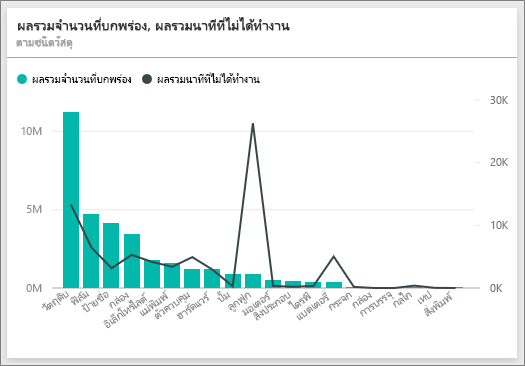 ผลรวมจำนวนที่บกพร่อง, ผลรวมนาทีที่ไม่ได้ทำงาน
ตามชนิดวัสดุ
ผลรวมจำนวนที่บกพร่อง
ผลรวมนาทีที่ไม่ได้ทำงาน
30K
10M
20K
5M
10K
0M
0K
วัตถุดิบ
ฟิล์ม
ป้ายชื่อ
กล่อง
อิเล็กโทรไลต์
แม่พิมพ์
ตัวควบคุม
ฮาร์ดแวร์
ปั๊ม
ลูกฟูก
มอเตอร์
สิ่งประกอบ
ไดรฟ์
แบตเตอรี่
กระจก
กล่อง
การบรรจุ
กลไก
เทป
สิ่งพิมพ์